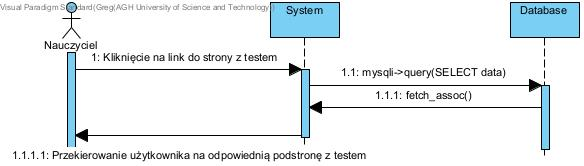 Visual Paradigm Standard(Greg(AGH University of Science and Technology))
System
Database
Nauczyciel
1: Kliknięcie na link do strony z testem
1.1: mysqli->query(SELECT data)
1.1.1: fetch_assoc()
1.1.1.1: Przekierowanie użytkownika na odpowiednią podstronę z testem